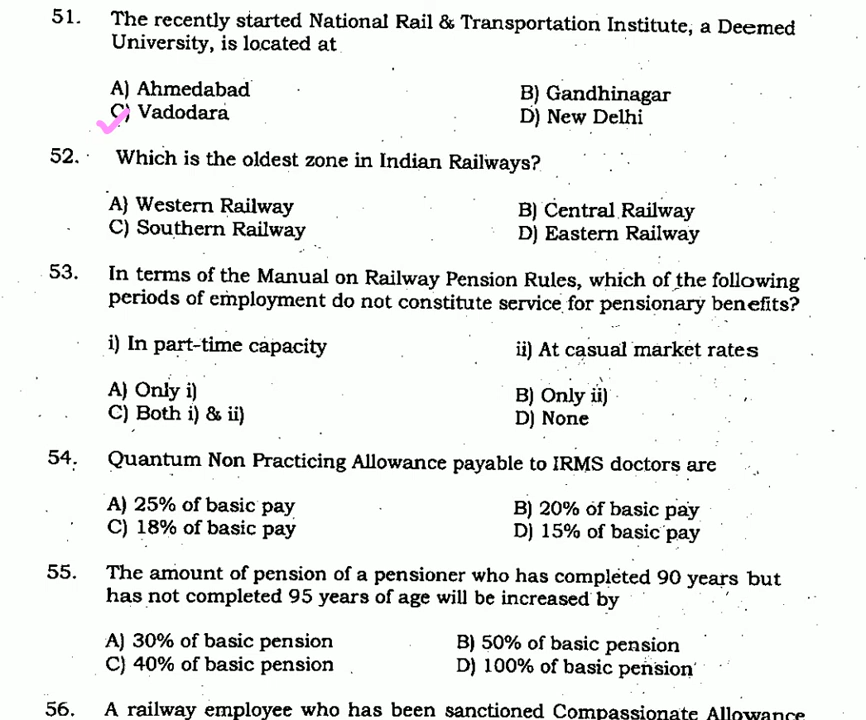 51. The recently started National Rail & Transportation Institute, a Deemed
University, is located at
A) Ahmedabad B) Gandhinagar
C) Vadodara D) New Delhi
52. Which is the oldest zone in Indian Railways?
A) Western Railway B) Central Railway
C) Southern Railway D) Eastern Railway
53. In terms of the Manual on Railway Pension Rules, which of the following
periods of employment do not constitute service for pensionary benefits?
i) In part-time capacity ii) At casual market rates
A) Only i) B) Only ii)
C) Both i) & ii) D) None
54. Quantum Non Practicing Allowance payable to IRMS doctors are
A) 25% of basic pay B) 20% of basic pay
C) 18% of basic pay D) 15% of basic pay
55. The amount of pension of a pensioner who has completed 90 years but
has not completed 95 years of age will be increased by
A) 30% of basic pension B) 50% of basic pension
C) 40% of basic pension D) 100% of basic pension
56. A railway employee who has been sanctioned Compassionate Allowance